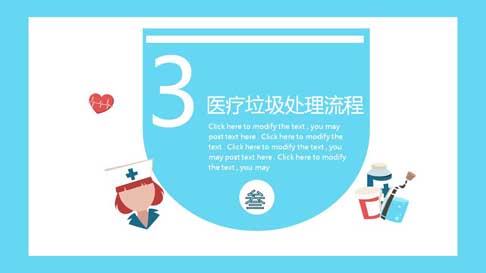 3
医疗垃圾处理流程
Click here to modify the text , you may
post text here . Click here to modify the
text . Click here to modify the text , you
may post text here . Click here to modify
the text , you may